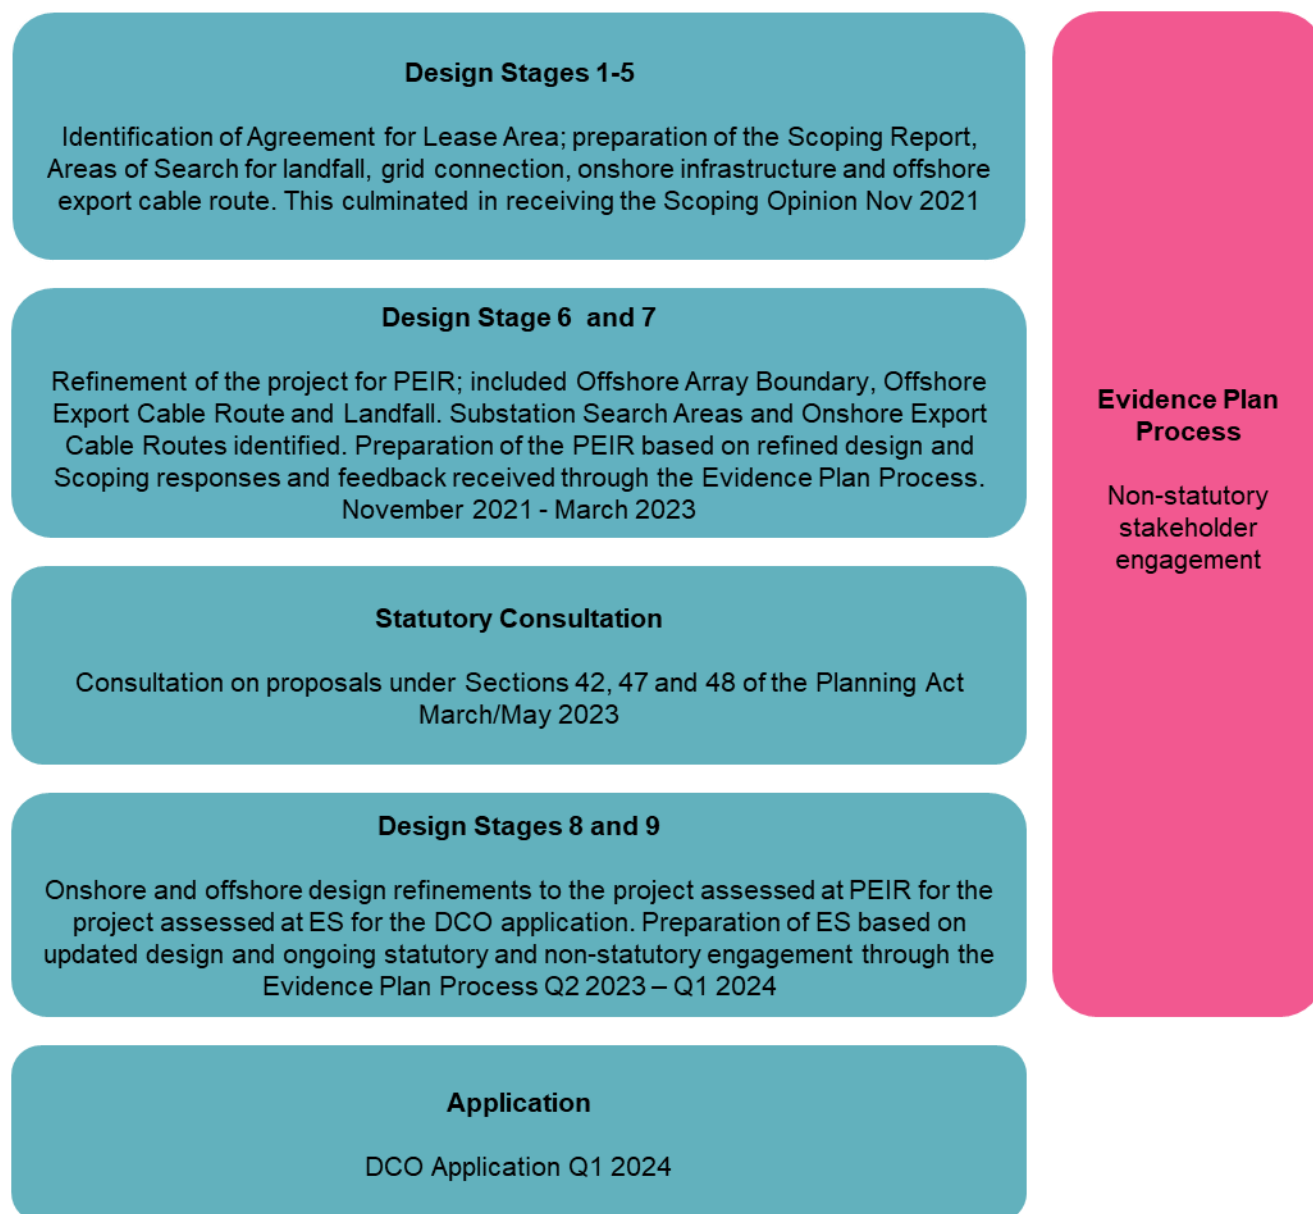 Design Stages 1-5
Identification of Agreement for Lease Area; preparation of the Scoping Report,
Areas of Search for landfall, grid connection, onshore infrastructure and offshore
export cable route. This culminated in receiving the Scoping Opinion Nov 2021
Design Stage 6 and 7
Refinement of the project for PEIR; included Offshore Array Boundary, Offshore
Export Cable Route and Landfall. Substation Search Areas and Onshore Export
Cable Routes identified. Preparation of the PEIR based on refined design and
Scoping responses and feedback received through the Evidence Plan Process.
November 2021 - March 2023
Statutory Consultation
Consultation on proposals under Sections 42, 47 and 48 of the Planning Act
March/May 2023
Design Stages 8 and 9
Onshore and offshore design refinements to the project assessed at PEIR for the
project assessed at ES for the DCO application. Preparation of ES based on
updated design and ongoing statutory and non-statutory engagement through the
Evidence Plan Process Q2 2023 – Q1 2024
Application
DCO Application Q1 2024
Evidence Plan
Process
Non-statutory
stakeholder
engagement